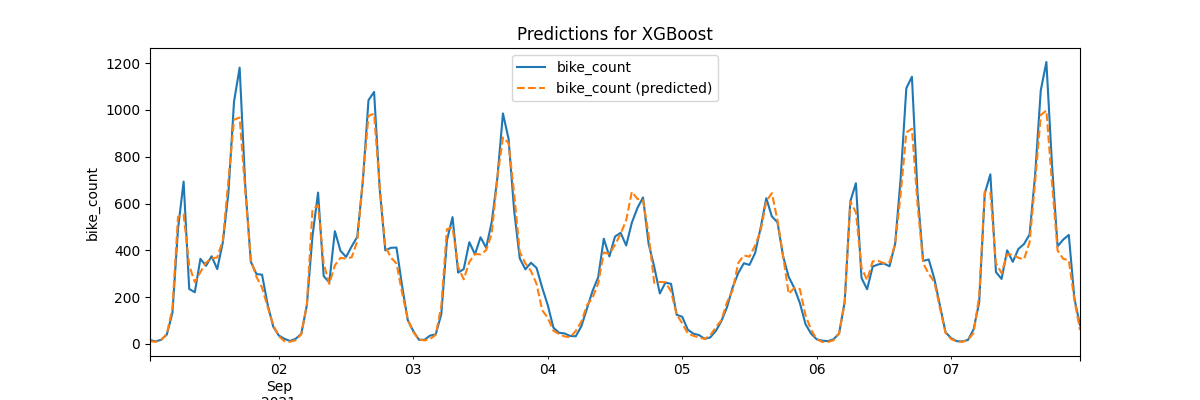 Predictions for XGBoost
bike_count
bike_count (predicted)
bike_count
1200
1000
800
600
400
200
0
02 03 04 05 06 07
Sep
2021